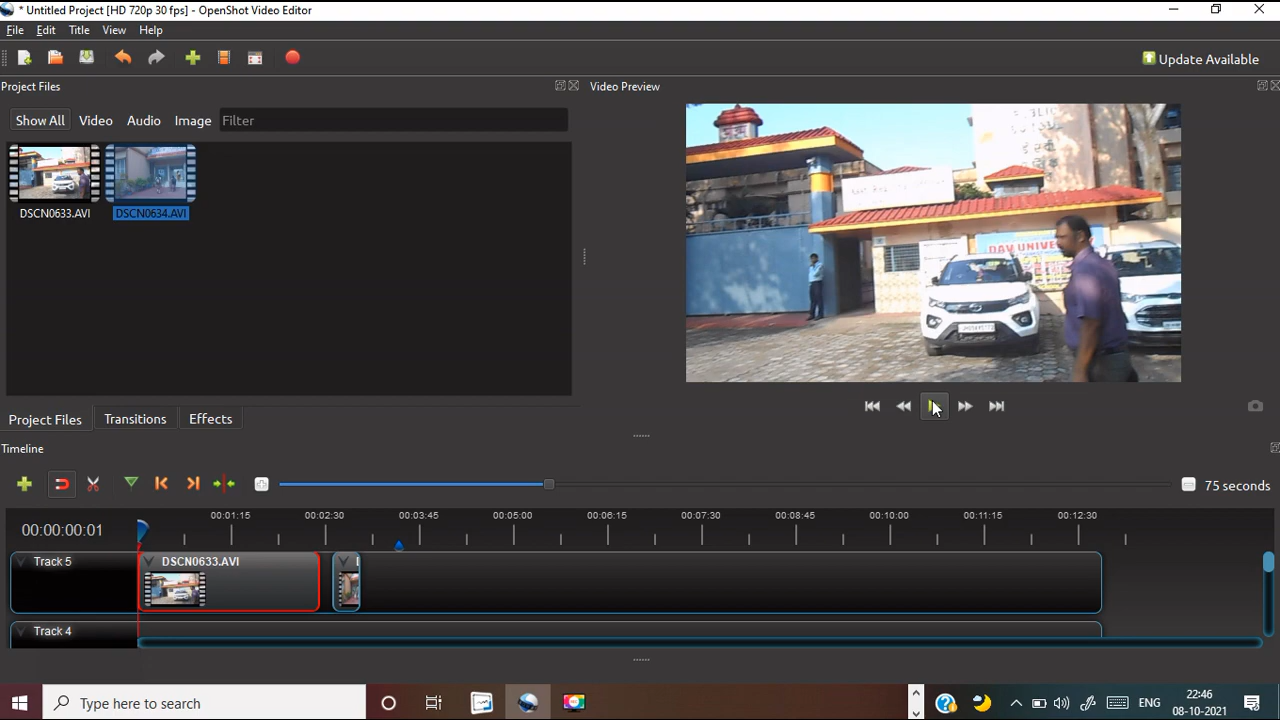 * Untitled Project [HD 720p 30 fps] - OpenShot Video Editor
File Edit Title View Help
Update Available
Project Files
Video Preview
Show All Video Audio Image Filter
DSCN0633.AVI DSCN0634.AVI
DAV UNIVER
Project Files Transitions Effects
Timeline
75 seconds
00:00:00:01
00:01:15 00:02:30 00:03:45 00:05:00 00:06:15 00:07:30 00:08:45 00:10:00 00:11:15 00:12:30
Track 5 DSCN0633.AVI
Track 4
Type here to search
ENG
22:46
08-10-2021